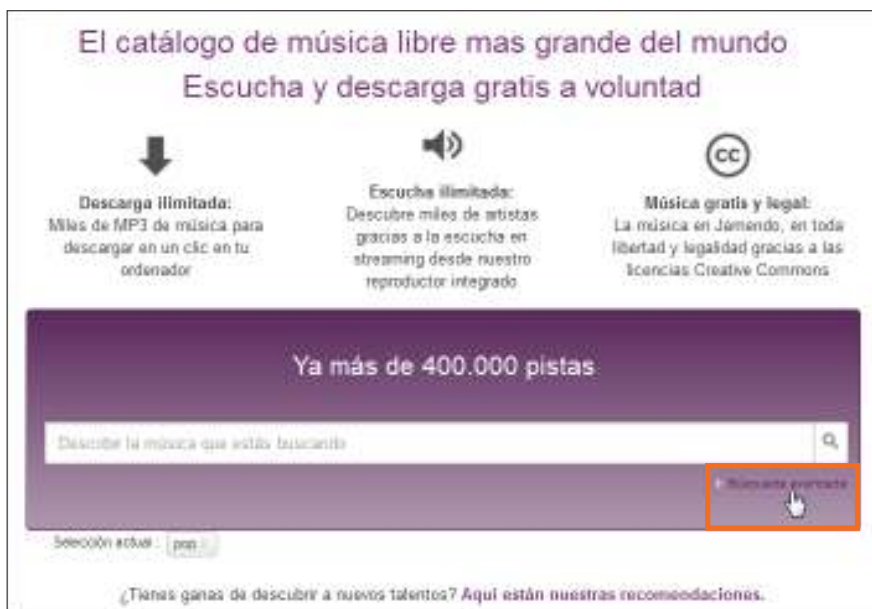 El catálogo de música libre mas grande del mundo
Escucha y descarga gratis a voluntad
Descarga ilimitada:
Miles de MP3 de música para
descargar en un clic en tu
ordenador
Escucha ilimitada:
Descubre miles de artistas
gracias a la escucha en
streaming desde nuestro
reproductor integrado
CC
Música gratis y legal:
La música en Jamendo, en toda
libertad y legalidad gracias a las
licencias Creative Commons
Ya más de 400.000 pistas
Describe la música que estás buscando
Búsqueda avanzada
Selección actual : pop
¿Tienes ganas de descubrir a nuevos talentos? Aquí están nuestras recomendaciones.